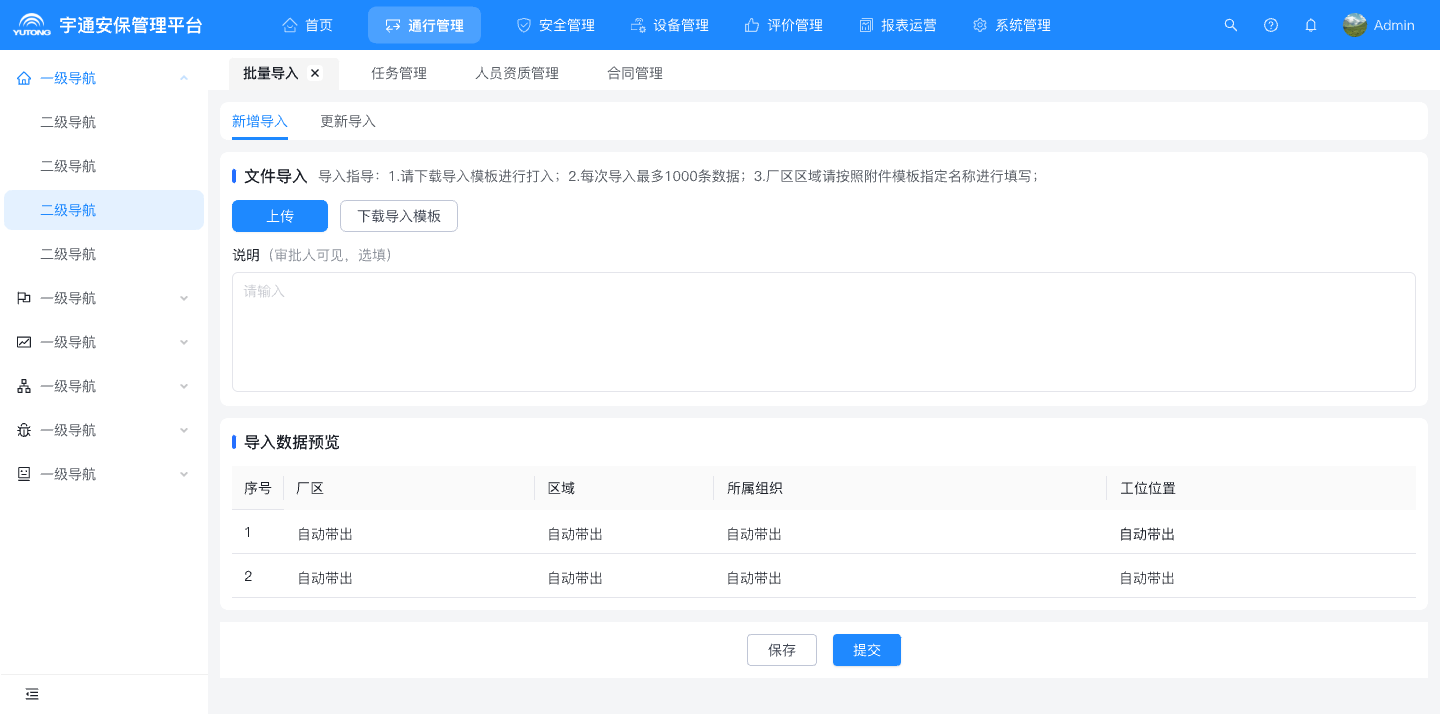 YUTONG 宇通安保管理平台 首页 通行管理 安全管理 设备管理 评价管理 报表运营 系统管理 Admin
一级导航
二级导航
二级导航
二级导航
二级导航
一级导航
一级导航
一级导航
一级导航
一级导航
批量导入 任务管理 人员资质管理 合同管理
新增导入 更新导入
文件导入 导入指导：1.请下载导入模板进行打入；2.每次导入最多1000条数据；3.厂区区域请按照附件模板指定名称进行填写；
上传 下载导入模板
说明（审批人可见，选填）
请输入
导入数据预览
序号 厂区 区域 所属组织 工位位置
1 自动带出 自动带出 自动带出 自动带出
2 自动带出 自动带出 自动带出 自动带出
保存 提交